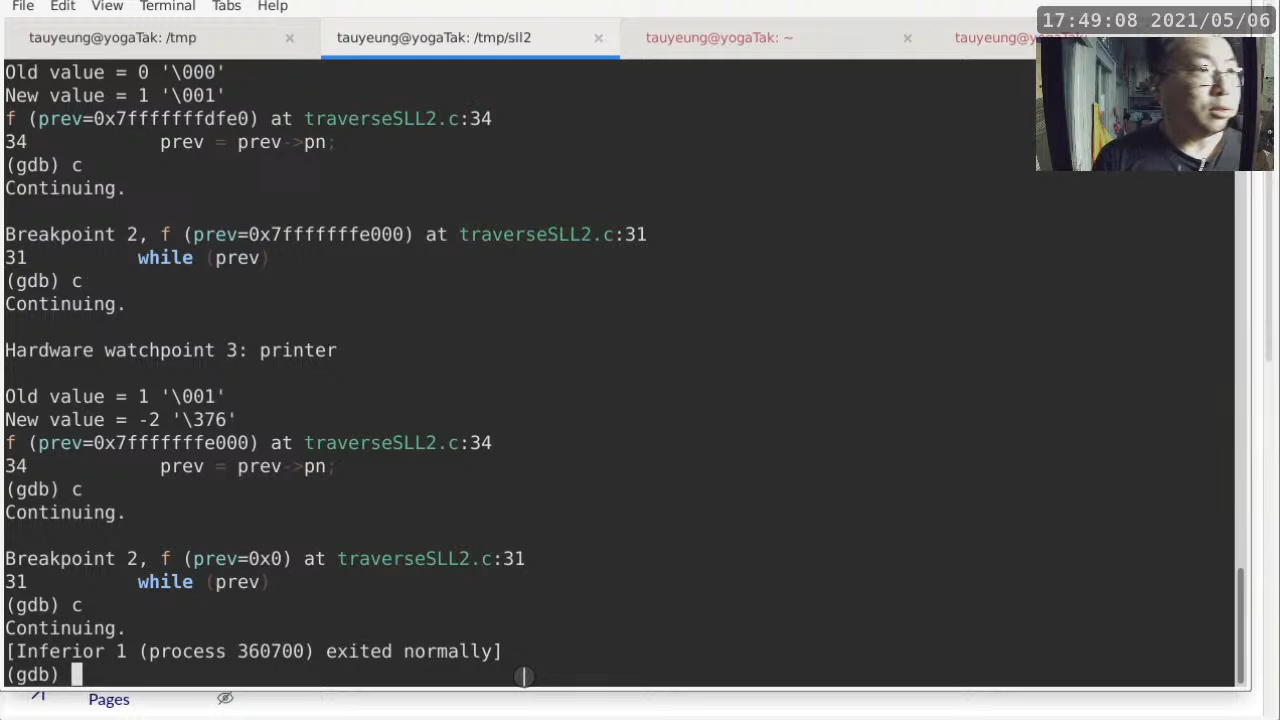 File Edit View Terminal Tabs Help
17:49:08 2021/05/06
tauyeung@yogaTak: /tmp × tauyeung@yogaTak: /tmp/sll2 × tauyeung@yogaTak: ~ ×
Old value = 0 '\000'
New value = 1 '\001'
f (prev=0x7fffffffdfe0) at traverseSLL2.c:34
34 prev = prev->pn;
(gdb) c
Continuing.
Breakpoint 2, f (prev=0x7fffffffe000) at traverseSLL2.c:31
31 while (prev)
(gdb) c
Continuing.
Hardware watchpoint 3: printer
Old value = 1 '\001'
New value = -2 '\376'
f (prev=0x7fffffffe000) at traverseSLL2.c:34
34 prev = prev->pn;
(gdb) c
Continuing.
Breakpoint 2, f (prev=0x0) at traverseSLL2.c:31
31 while (prev)
(gdb) c
Continuing.
[Inferior 1 (process 360700) exited normally]
(gdb)
Pages